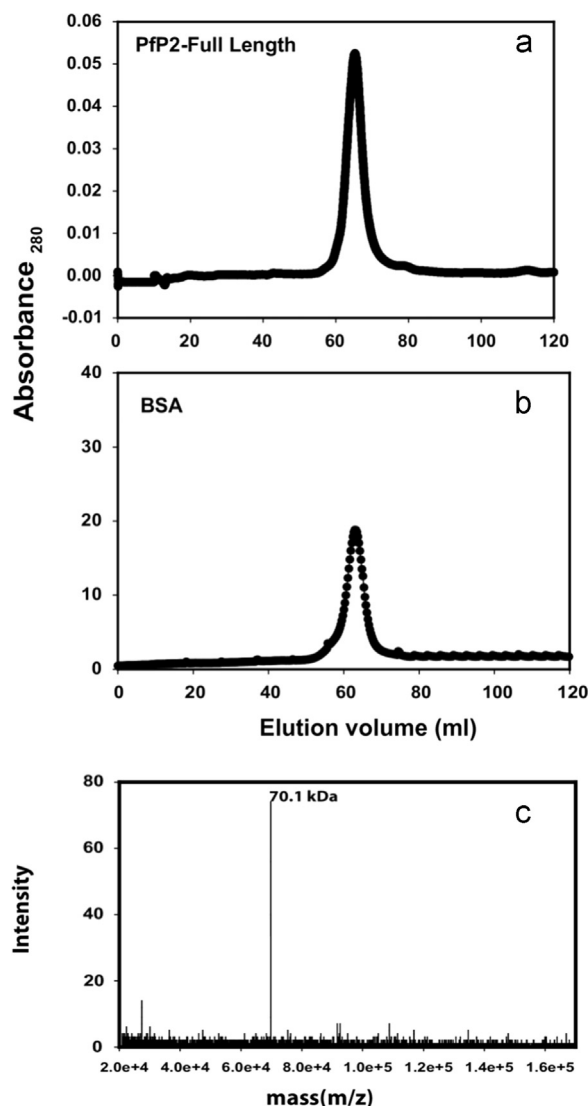 PfP2-Full Length
a
0.06
0.05
0.04
0.03
0.02
0.01
0.00
-0.01
0 20 40 60 80 100 120
Absorbance 280
BSA
b
40
30
20
10
0
0 20 40 60 80 100 120
Elution volume (ml)
70.1 kDa
c
80
60
40
20
0
Intensity
2.0e+4 4.0e+4 6.0e+4 8.0e+4 1.0e+5 1.2e+5 1.4e+5 1.6e+5
mass(m/z)